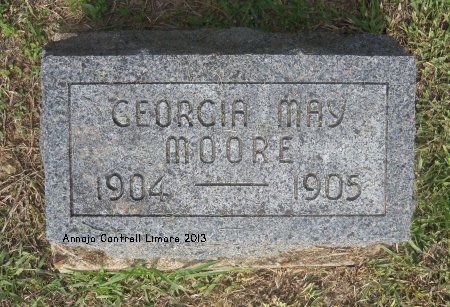 GEORGIA MAY
MOORE
1904 — 1905
Annajo Cantrell Limore 2013